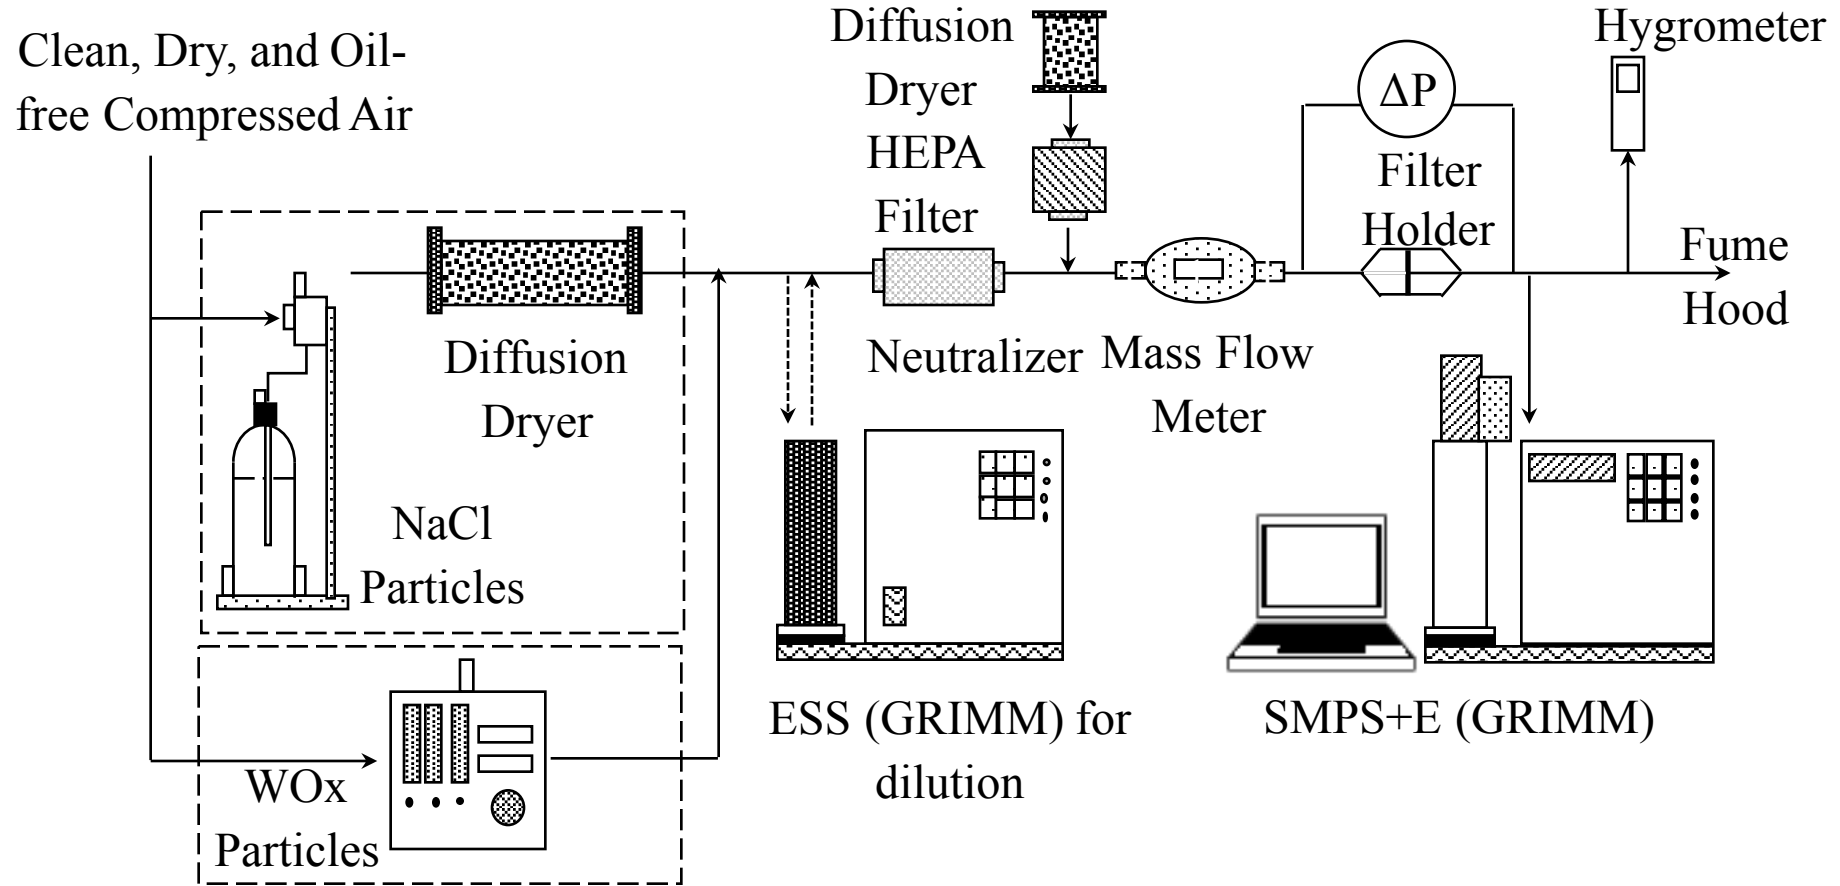 Clean, Dry, and Oil-
free Compressed Air
Diffusion
Dryer
HEPA
Filter
ΔP
Filter
Holder
Hygrometer
Fume
Hood
Diffusion
Dryer
Neutralizer
Mass Flow
Meter
NaCl
Particles
WOx
Particles
ESS (GRIMM) for
dilution
SMPS+E (GRIMM)